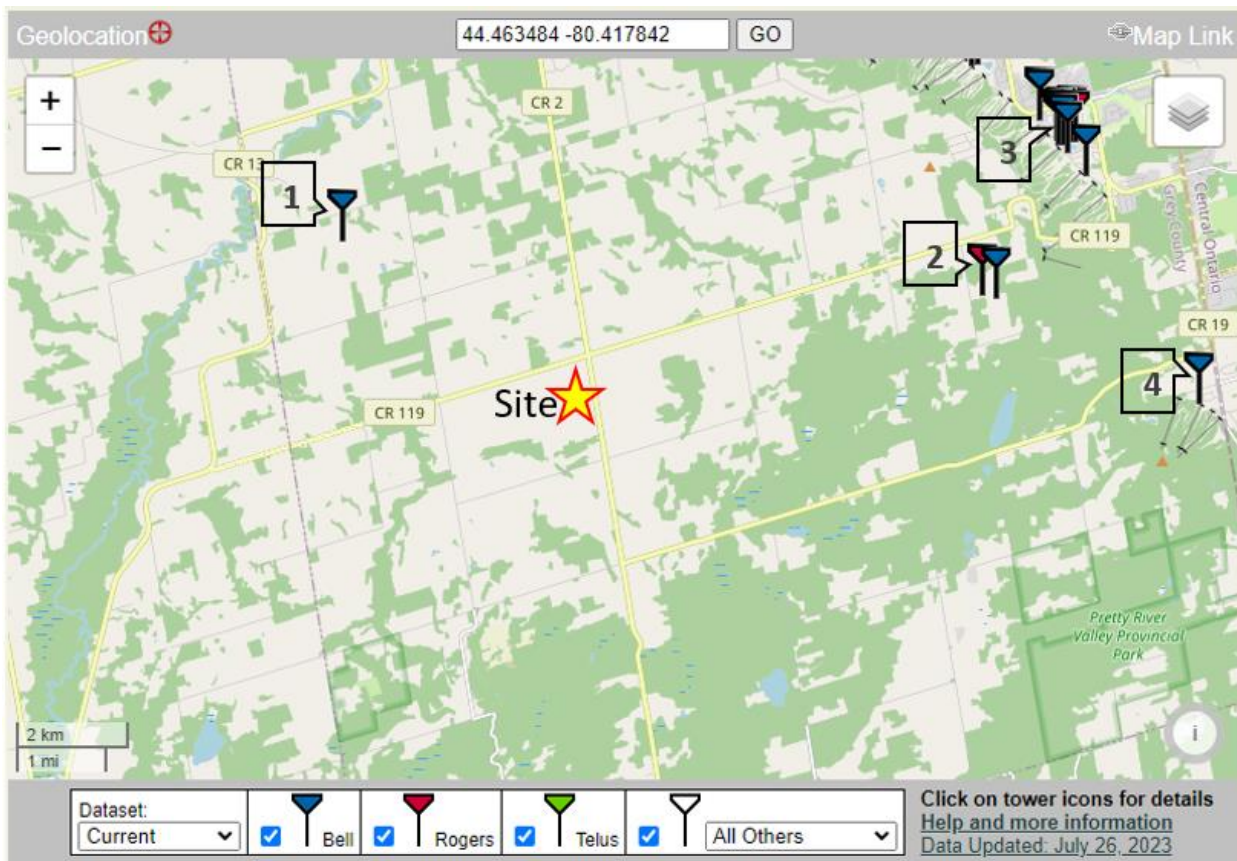 Geolocation
44.463484 -80.417842
GO
Map Link
+
−
CR 2
CR 13
1
3
Central Ontario
Grey County
CR 119
2
CR 19
4
CR 119
Site
Pretty River
Valley Provincial
Park
2 km
1 mi
i
Dataset:
Current
Bell
Rogers
Telus
All Others
Click on tower icons for details
Help and more information
Data Updated: July 26, 2023